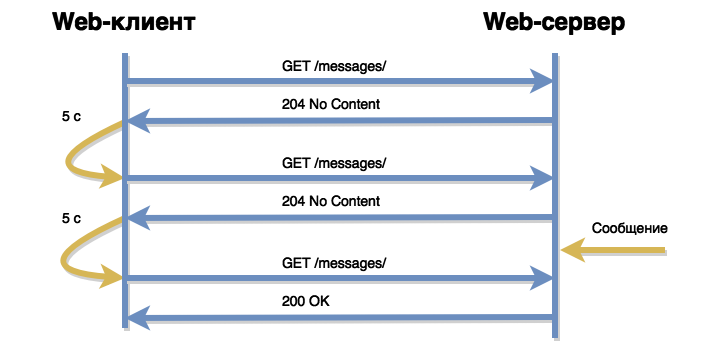 Web-клиент
Web-сервер
GET /messages/
204 No Content
5 с
GET /messages/
204 No Content
5 с
Сообщение
GET /messages/
200 OK